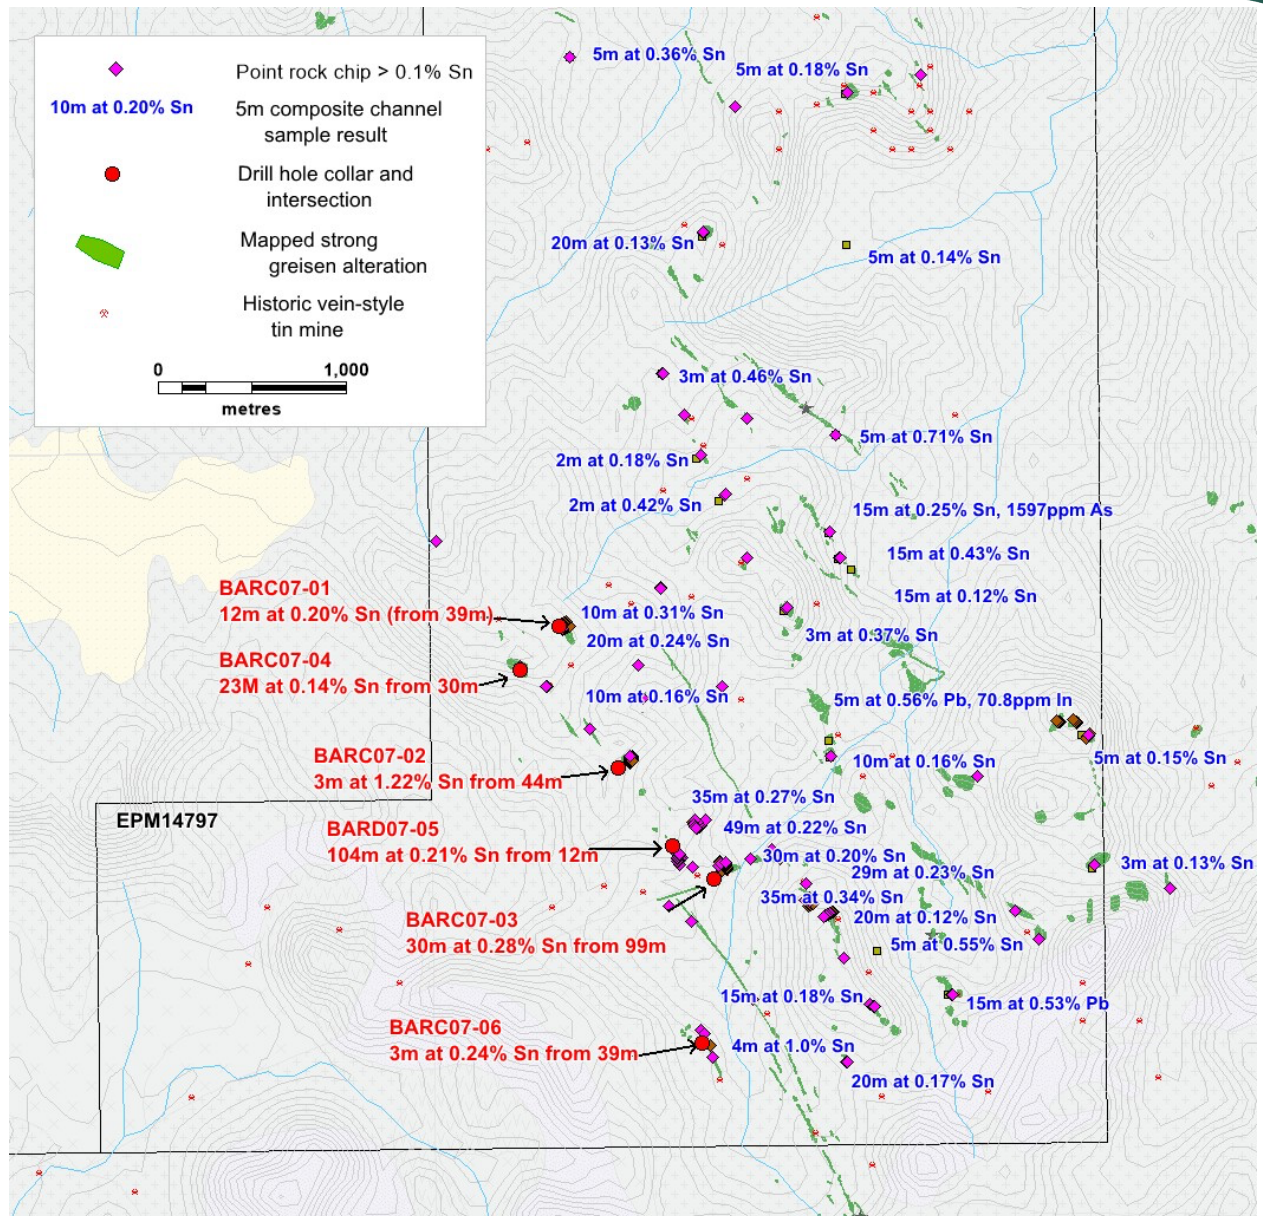 Point rock chip > 0.1% Sn
10m at 0.20% Sn
5m composite channel
sample result
Drill hole collar and
intersection
Mapped strong
greisen alteration
Historic vein-style
tin mine
0
1,000
metres
5m at 0.36% Sn
5m at 0.18% Sn
20m at 0.13% Sn
5m at 0.14% Sn
3m at 0.46% Sn
5m at 0.71% Sn
2m at 0.18% Sn
2m at 0.42% Sn
15m at 0.25% Sn, 1597ppm As
15m at 0.43% Sn
15m at 0.12% Sn
BARC07-01
12m at 0.20% Sn (from 39m)
10m at 0.31% Sn
20m at 0.24% Sn
3m at 0.37% Sn
BARC07-04
23M at 0.14% Sn from 30m
10m at 0.16% Sn
5m at 0.56% Pb, 70.8ppm In
BARC07-02
3m at 1.22% Sn from 44m
10m at 0.16% Sn
5m at 0.15% Sn
EPM14797
35m at 0.27% Sn
BARD07-05
104m at 0.21% Sn from 12m
49m at 0.22% Sn
30m at 0.20% Sn
29m at 0.23% Sn
3m at 0.13% Sn
35m at 0.34% Sn
20m at 0.12% Sn
BARC07-03
30m at 0.28% Sn from 99m
5m at 0.55% Sn
15m at 0.18% Sn
15m at 0.53% Pb
BARC07-06
3m at 0.24% Sn from 39m
4m at 1.0% Sn
20m at 0.17% Sn